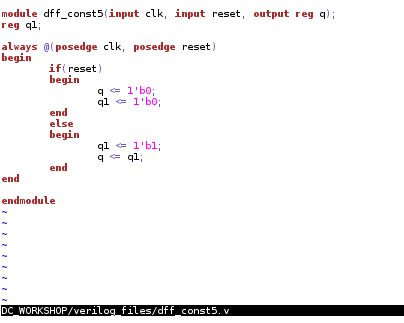 module dff_const5(input clk, input reset, output reg q);
reg q1;

always @(posedge clk, posedge reset)
begin
        if(reset)
        begin
                q <= 1'b0;
                q1 <= 1'b0;
        end
        else
        begin
                q1 <= 1'b1;
                q <= q1;
        end
end

endmodule
~
~
~
~
~
~
~
~
~
DC_WORKSHOP/verilog_files/dff_const5.v